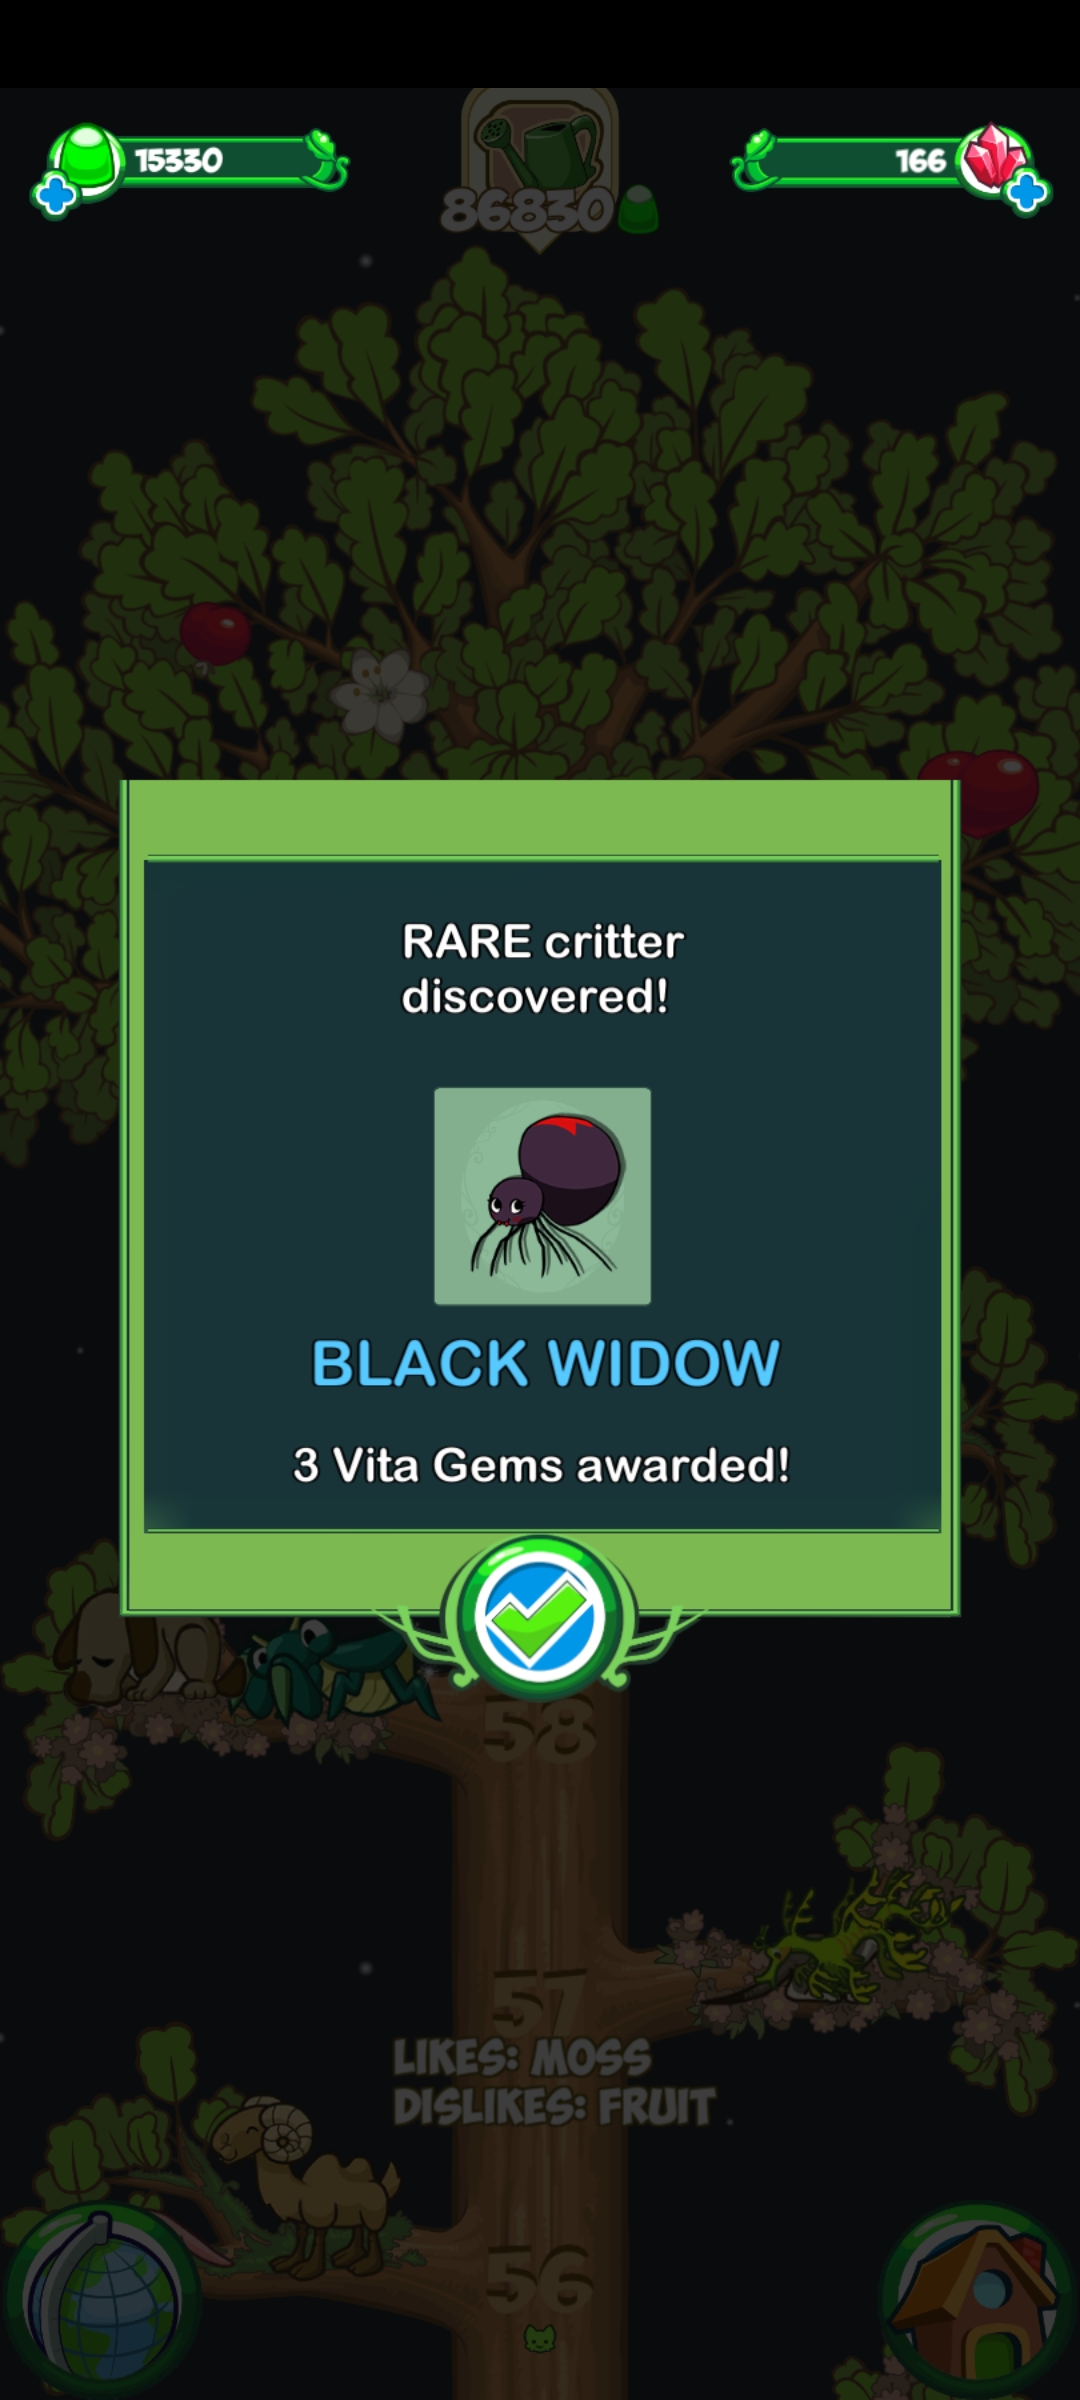 15330
86830
166
RARE critter
discovered!
BLACK WIDOW
3 Vita Gems awarded!
58
57
LIKES: MOSS
DISLIKES: FRUIT
56